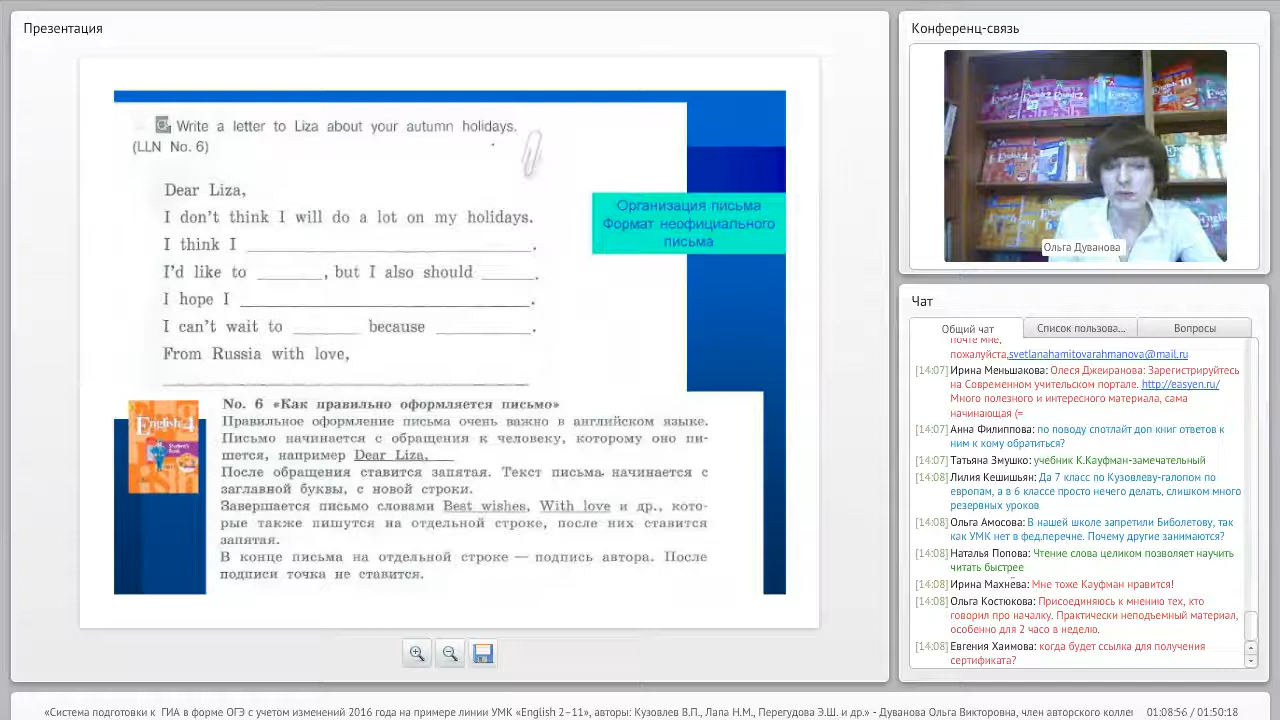 Презентация
Write a letter to Liza about your autumn holidays.
(LLN No. 6)
Dear Liza,
I don't think I will do a lot on my holidays.
I think I ______.
I'd like to ______, but I also should ______.
I hope I ______.
I can't wait to ______ because ______.
From Russia with love,
Организация письма
Формат неофициального
письма
English 4
No. 6 «Как правильно оформляется письмо»
Правильное оформление письма очень важно в английском языке.
Письмо начинается с обращения к человеку, которому оно пи-
шется, например Dear Liza,
После обращения ставится запятая. Текст письма начинается с
заглавной буквы, с новой строки.
Завершается письмо словами Best wishes, With love и др., кото-
рые также пишутся на отдельной строке, после них ставится
запятая.
В конце письма на отдельной строке — подпись автора. После
подписи точка не ставится.
Конференц-связь
Ольга Дуванова
Чат
Общий чат
Список пользова...
Вопросы
почте мне,
пожалуйста,svetlanahamitovarahmanova@mail.ru
[14:07] Ирина Меньшакова: Олеся Джеиранова: Зарегистрируйтесь
на Современном учительском портале. http://easyen.ru/
Много полезного и интересного материала, сама
начинающая (=
[14:07] Анна Филиппова: по поводу спотлайт доп книг ответов к
ним к кому обратиться?
[14:07] Татьяна Змушко: учебник К.Кауфман-замечательный
[14:08] Лилия Кешишьян: Да 7 класс по Кузовлеву-галопом по
европам, а в 6 классе просто нечего делать, слишком много
резервных уроков
[14:08] Ольга Амосова: В нашей школе запретили Биболетову, так
как УМК нет в фед.перечне. Почему другие занимаются?
[14:08] Наталья Попова: Чтение слова целиком позволяет научить
читать быстрее
[14:08] Ирина Махнёва: Мне тоже Кауфман нравится!
[14:08] Ольга Костюкова: Присоединяюсь к мнению тех, кто
говорил про началку. Практически неподъемный материал,
особенно для 2 часо в неделю.
[14:08] Евгения Хаимова: когда будет ссылка для получения
сертификата?
«Система подготовки к ГИА в форме ОГЭ с учетом изменений 2016 года на примере линии УМК «English 2–11», авторы: Кузовлев В.П., Лапа Н.М., Перегудова Э.Ш. и др.» - Дуванова Ольга Викторовна, член авторского коллег
01:08:56 / 01:50:18